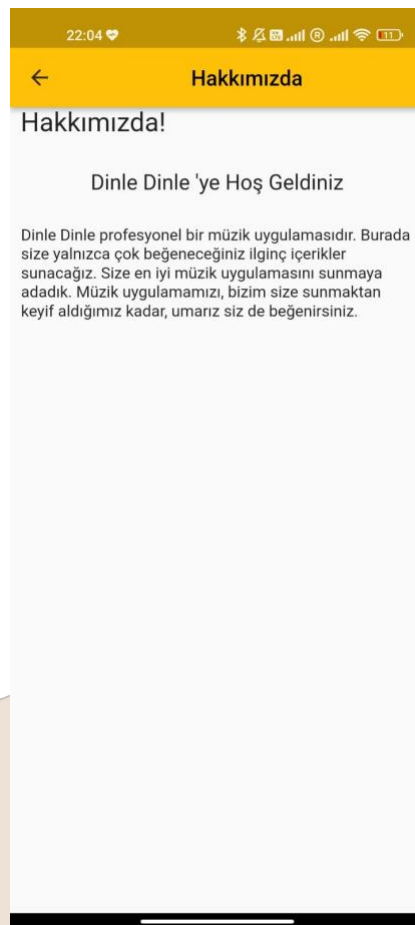 22:04
11
Hakkımızda
Hakkımızda!
Dinle Dinle 'ye Hoş Geldiniz
Dinle Dinle profesyonel bir müzik uygulamasıdır. Burada
size yalnızca çok beğeneceğiniz ilginç içerikler
sunacağız. Size en iyi müzik uygulamasını sunmaya
adadık. Müzik uygulamamızı, bizim size sunmaktan
keyif aldığımız kadar, umarız siz de beğenirsiniz.